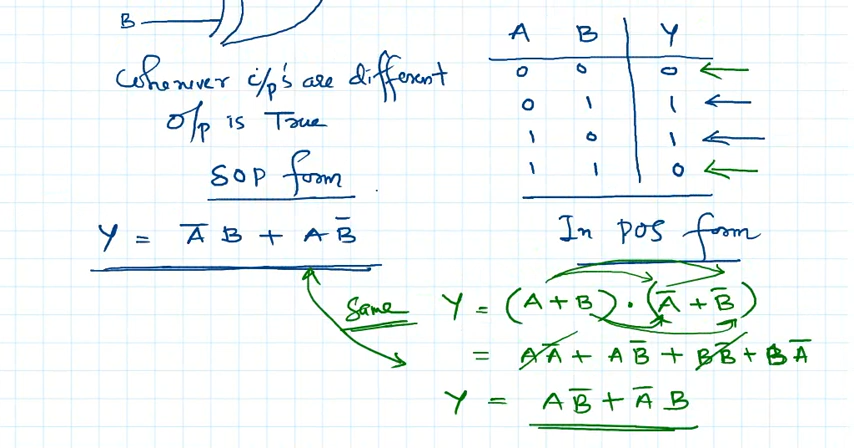 B
Whenever i/p's are different
O/p is True
SOP form
Y = A̅ B + A B̅
A B Y
0 0 0
0 1 1
1 0 1
1 1 0
In POS form
Y = (A + B) · (A̅ + B̅)
= AA̅ + AB̅ + BB̅ + BA̅
Same
Y = AB̅ + A̅ B